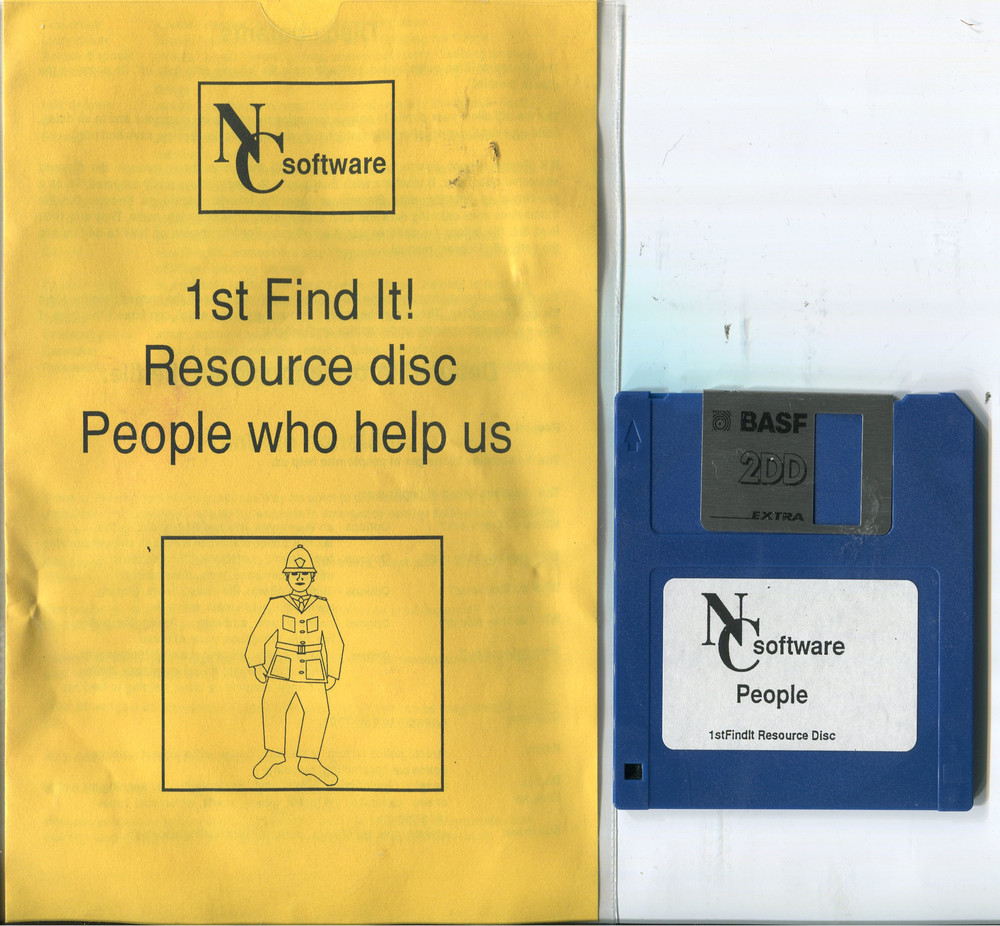 NC software
1st Find It!
Resource disc
People who help us
BASF
2DD
EXTRA
NC software
People
1stFindIt Resource Disc